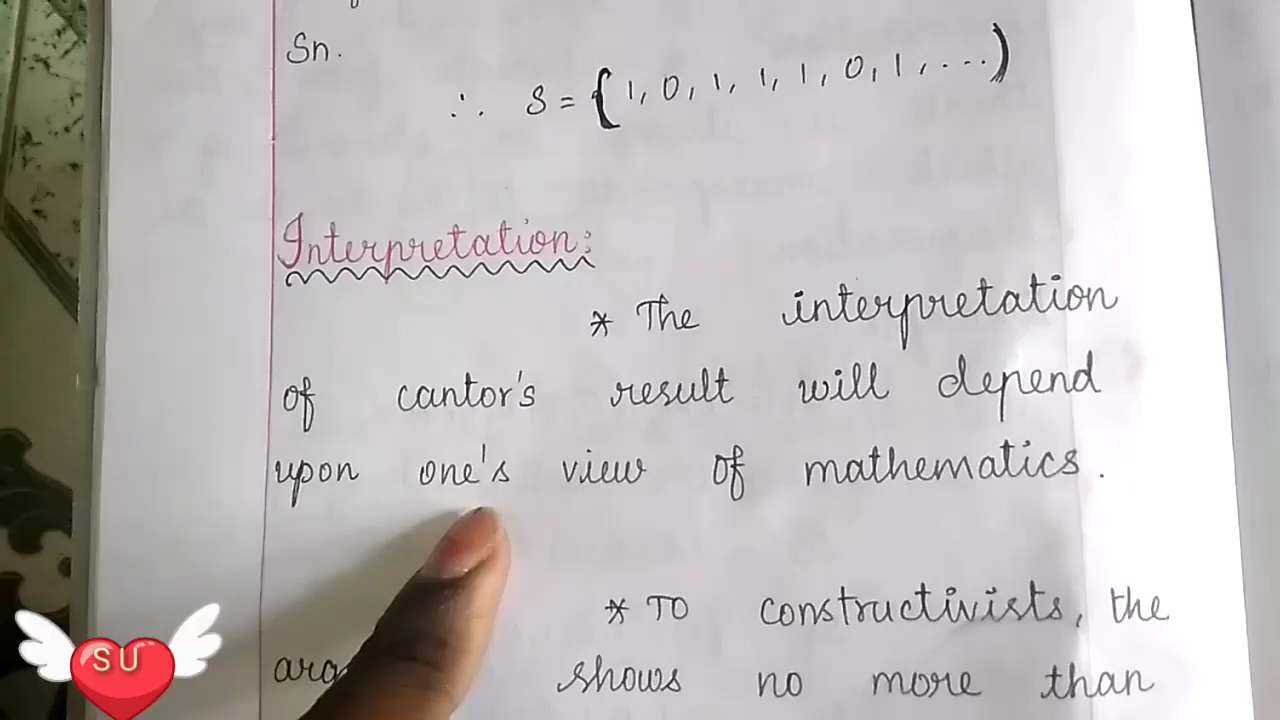 Sn.
∴ S = {1, 0, 1, 1, 1, 0, 1, ...)
Interpretation:
* The interpretation
of cantor's result will depend
upon one's view of mathematics.
* To constructivists, the
shows no more than
SU